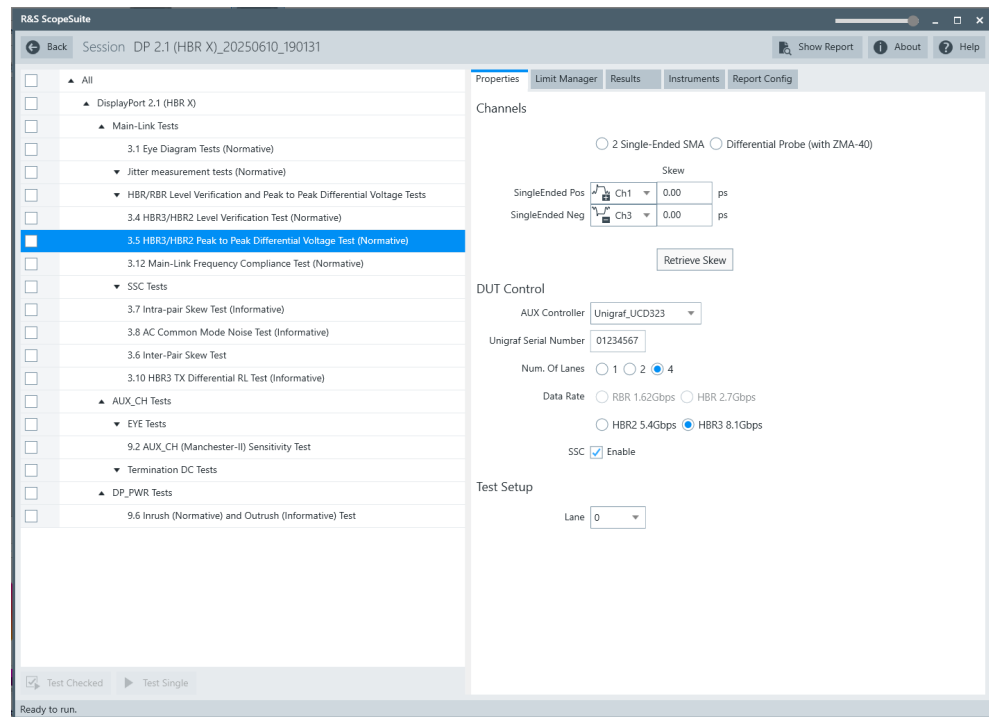 R&S ScopeSuite
Back Session DP 2.1 (HBR X)_20250610_190131 Show Report About Help
All
DisplayPort 2.1 (HBR X)
Main-Link Tests
3.1 Eye Diagram Tests (Normative)
Jitter measurement tests (Normative)
HBR/RBR Level Verification and Peak to Peak Differential Voltage Tests
3.4 HBR3/HBR2 Level Verification Test (Normative)
3.5 HBR3/HBR2 Peak to Peak Differential Voltage Test (Normative)
3.12 Main-Link Frequency Compliance Test (Normative)
SSC Tests
3.7 Intra-pair Skew Test (Informative)
3.8 AC Common Mode Noise Test (Informative)
3.6 Inter-Pair Skew Test
3.10 HBR3 TX Differential RL Test (Informative)
AUX_CH Tests
EYE Tests
9.2 AUX_CH (Manchester-II) Sensitivity Test
Termination DC Tests
DP_PWR Tests
9.6 Inrush (Normative) and Outrush (Informative) Test
Test Checked Test Single
Properties Limit Manager Results Instruments Report Config
Channels
2 Single-Ended SMA Differential Probe (with ZMA-40)
Skew
SingleEnded Pos Ch1 0.00 ps
SingleEnded Neg Ch3 0.00 ps
Retrieve Skew
DUT Control
AUX Controller Unigraf_UCD323
Unigraf Serial Number 01234567
Num. Of Lanes 1 2 4
Data Rate RBR 1.62Gbps HBR 2.7Gbps
HBR2 5.4Gbps HBR3 8.1Gbps
SSC Enable
Test Setup
Lane 0
Ready to run.